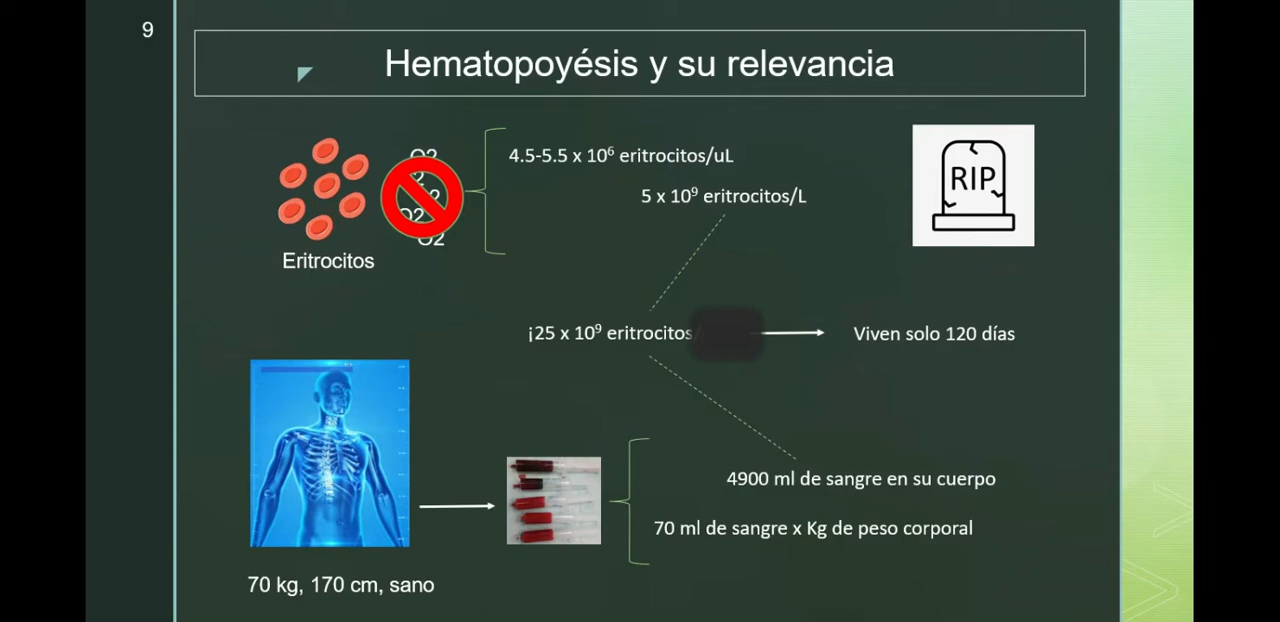 9
Hematopoyésis y su relevancia
O2
2
2
O2
O2
Eritrocitos
4.5-5.5 x 10⁶ eritrocitos/uL
5 x 10⁹ eritrocitos/L
RIP
¡25 x 10⁹ eritrocitos/
Viven solo 120 días
4900 ml de sangre en su cuerpo
70 ml de sangre x Kg de peso corporal
70 kg, 170 cm, sano